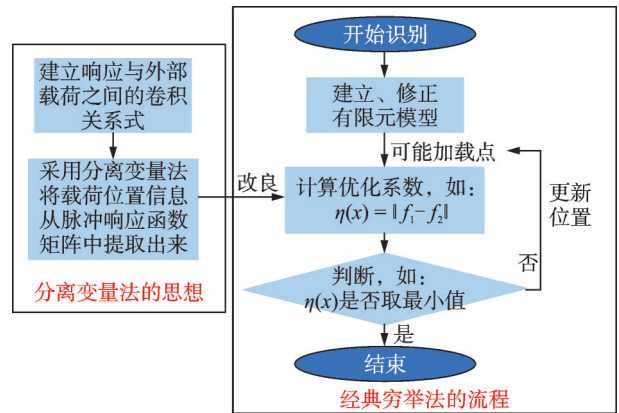 建立响应与外部
载荷之间的卷积
关系式
采用分离变量法
将载荷位置信息
从脉冲响应函数
矩阵中提取出来
分离变量法的思想
改良
开始识别
建立、修正
有限元模型
可能加载点
计算优化系数，如：
η(x) = ‖f₁－f₂‖
更新
位置
否
判断，如：
η(x)是否取最小值
是
结束
经典穷举法的流程